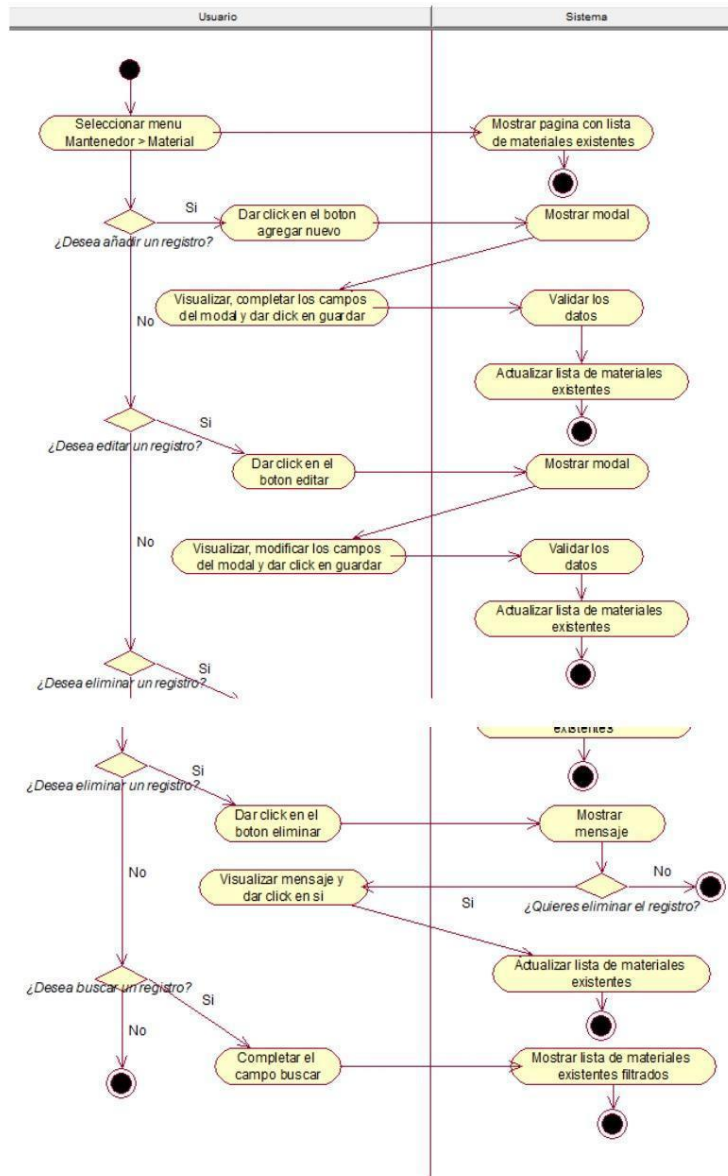 Usuario
Sistema
Seleccionar menu
Mantenedor > Material
Mostrar pagina con lista
de materiales existentes
Si
Dar click en el boton
agregar nuevo
Mostrar modal
¿Desea añadir un registro?
Visualizar, completar los campos
del modal y dar click en guardar
Validar los
datos
No
Actualizar lista de materiales
existentes
Si
¿Desea editar un registro?
Dar click en el
boton editar
Mostrar modal
No
Visualizar, modificar los campos
del modal y dar click en guardar
Validar los
datos
Actualizar lista de materiales
existentes
Si
¿Desea eliminar un registro?
existentes
Si
¿Desea eliminar un registro?
Dar click en el
boton eliminar
Mostrar
mensaje
No
Visualizar mensaje y
dar click en si
No
Si
¿Quieres eliminar el registro?
Actualizar lista de materiales
existentes
¿Desea buscar un registro?
Si
No
Completar el
campo buscar
Mostrar lista de materiales
existentes filtrados